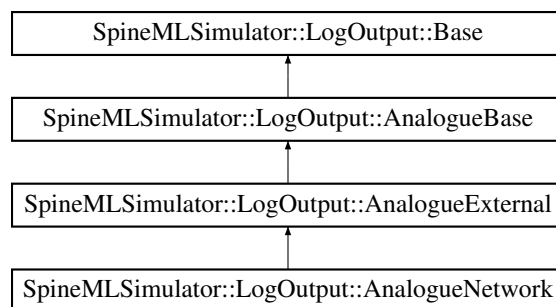 SpineMLSimulator::LogOutput::Base
SpineMLSimulator::LogOutput::AnalogueBase
SpineMLSimulator::LogOutput::AnalogueExternal
SpineMLSimulator::LogOutput::AnalogueNetwork